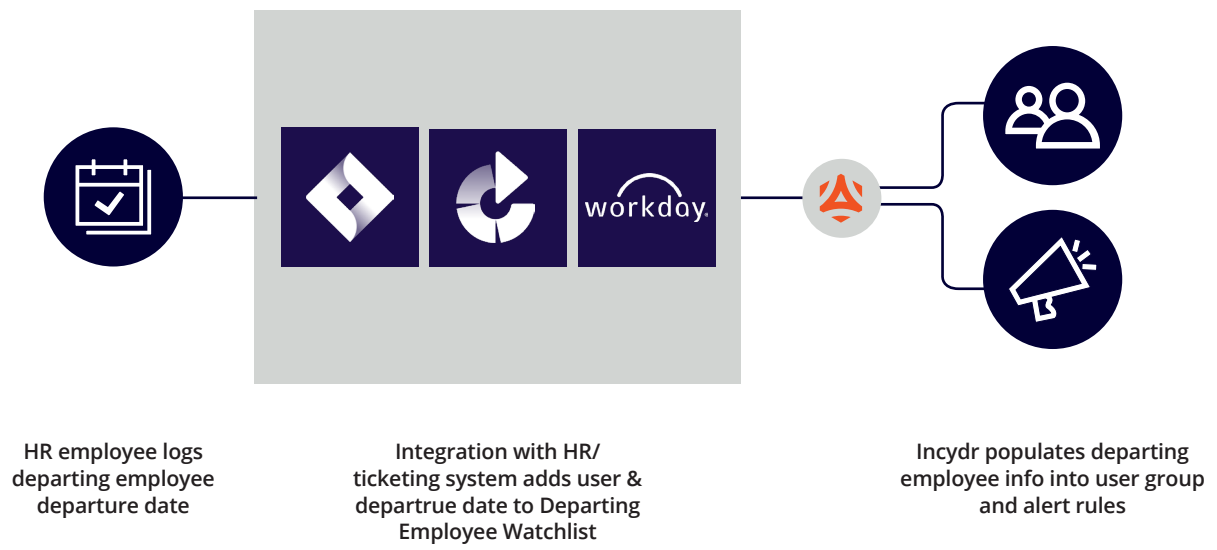 workday.
HR employee logs
departing employee
departure date
Integration with HR/
ticketing system adds user &
departrue date to Departing
Employee Watchlist
Incydr populates departing
employee info into user group
and alert rules